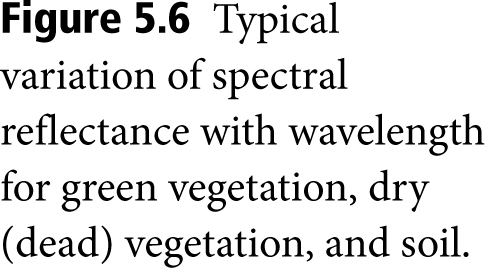 Figure 5.6 Typical
variation of spectral
reflectance with wavelength
for green vegetation, dry
(dead) vegetation, and soil.